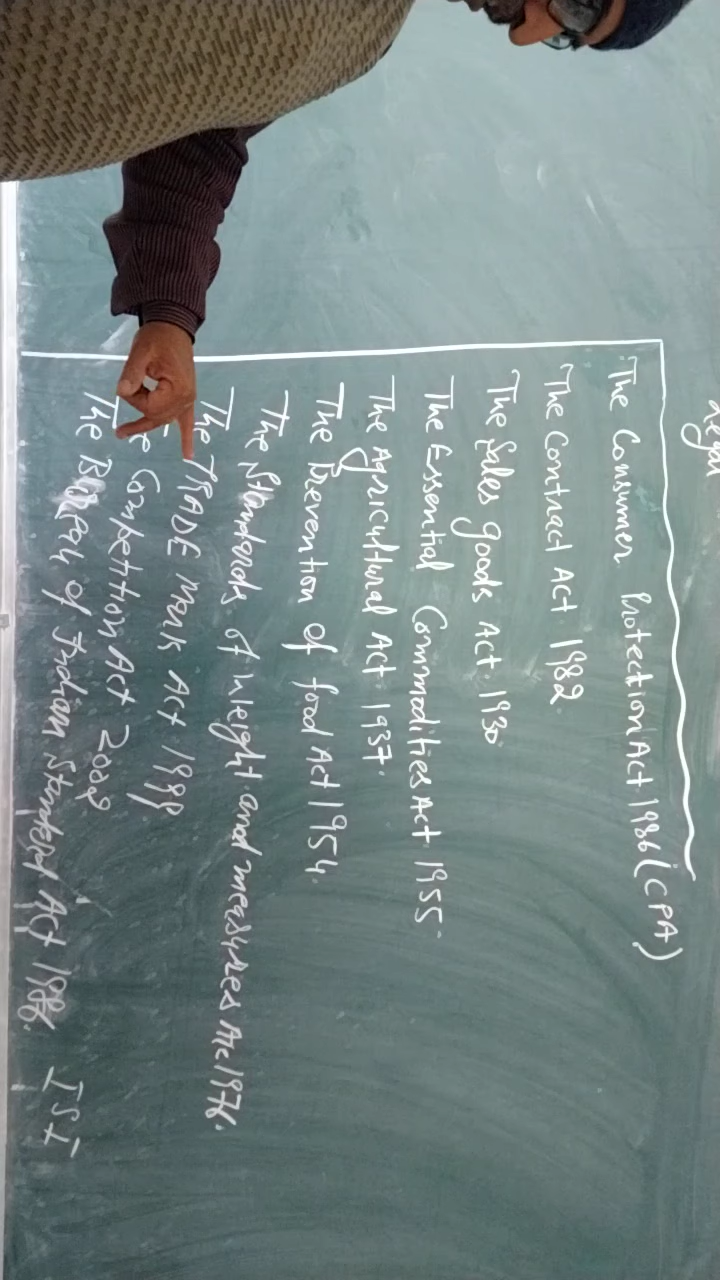 Legal
The Consumer Protection Act 1986 (CPA)
The Contract Act 1982.
The Sales goods Act 1930
The Essential Commodities Act 1955
The Agricultural Act 1937.
The Prevention of food Act 1954.
The Standards of weight and measures Act 1976.
The TRADE mark Act 1999
Competition Act 2002
The of Indian Standard Act 1986. ISI